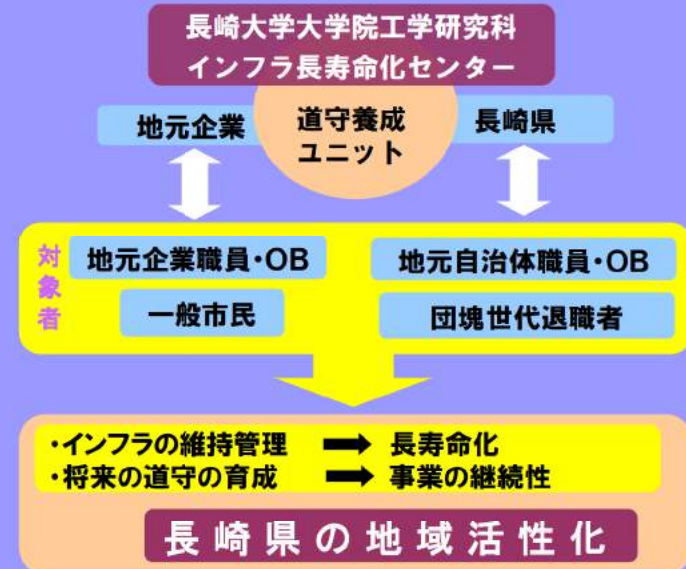 長崎大学大学院工学研究科
インフラ長寿命化センター
地元企業
道守養成
ユニット
長崎県
対象者
地元企業職員・OB
地元自治体職員・OB
一般市民
団塊世代退職者
・インフラの維持管理 ➡ 長寿命化
・将来の道守の育成 ➡ 事業の継続性
長崎県の地域活性化